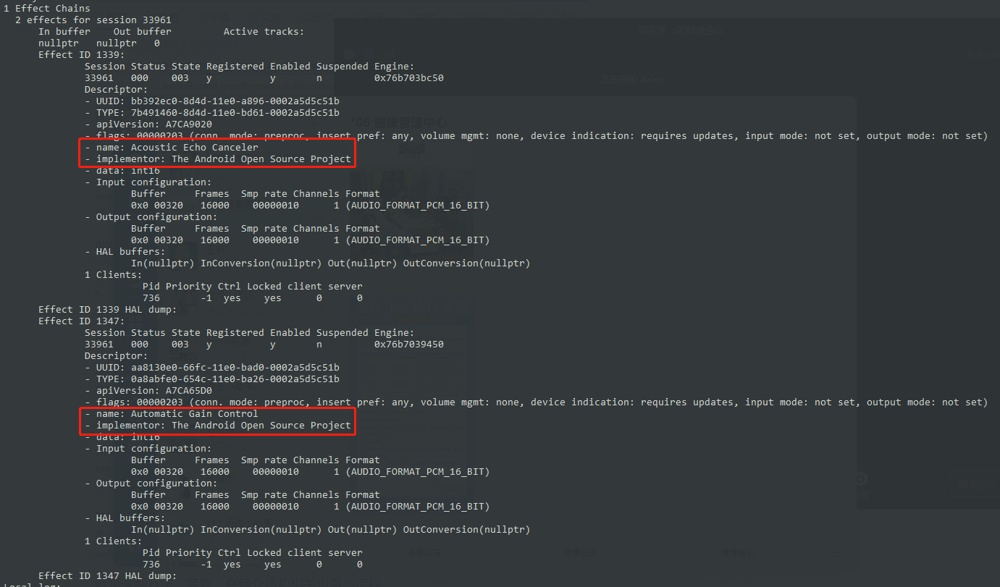 1 Effect Chains
2 effects for session 33961
In buffer Out buffer Active tracks:
nullptr nullptr 0
Effect ID 1339:
Session Status State Registered Enabled Suspended Engine:
33961 000 003 y y n 0x76b703bc50
Descriptor:
- UUID: bb392ec0-8d4d-11e0-a896-0002a5d5c51b
- TYPE: 7b491460-8d4d-11e0-bd61-0002a5d5c51b
- apiVersion: A7CA9020
- flags: 00000203 (conn. mode: preproc, insert pref: any, volume mgmt: none, device indication: requires updates, input mode: not set, output mode: not set)
- name: Acoustic Echo Canceler
- implementor: The Android Open Source Project
- data: int16
- Input configuration:
Buffer Frames Smp rate Channels Format
0x0 00320 16000 00000010 1 (AUDIO_FORMAT_PCM_16_BIT)
- Output configuration:
Buffer Frames Smp rate Channels Format
0x0 00320 16000 00000010 1 (AUDIO_FORMAT_PCM_16_BIT)
- HAL buffers:
In(nullptr) InConversion(nullptr) Out(nullptr) OutConversion(nullptr)
1 Clients:
Pid Priority Ctrl Locked client server
736 -1 yes yes 0 0
Effect ID 1339 HAL dump:
Effect ID 1347:
Session Status State Registered Enabled Suspended Engine:
33961 000 003 y y n 0x76b7039450
Descriptor:
- UUID: aa8130e0-66fc-11e0-bad0-0002a5d5c51b
- TYPE: 0a8abfe0-654c-11e0-ba26-0002a5d5c51b
- apiVersion: A7CA65D0
- flags: 00000203 (conn. mode: preproc, insert pref: any, volume mgmt: none, device indication: requires updates, input mode: not set, output mode: not set)
- name: Automatic Gain Control
- implementor: The Android Open Source Project
- data: int16
- Input configuration:
Buffer Frames Smp rate Channels Format
0x0 00320 16000 00000010 1 (AUDIO_FORMAT_PCM_16_BIT)
- Output configuration:
Buffer Frames Smp rate Channels Format
0x0 00320 16000 00000010 1 (AUDIO_FORMAT_PCM_16_BIT)
- HAL buffers:
In(nullptr) InConversion(nullptr) Out(nullptr) OutConversion(nullptr)
1 Clients:
Pid Priority Ctrl Locked client server
736 -1 yes yes 0 0
Effect ID 1347 HAL dump:
Local log: